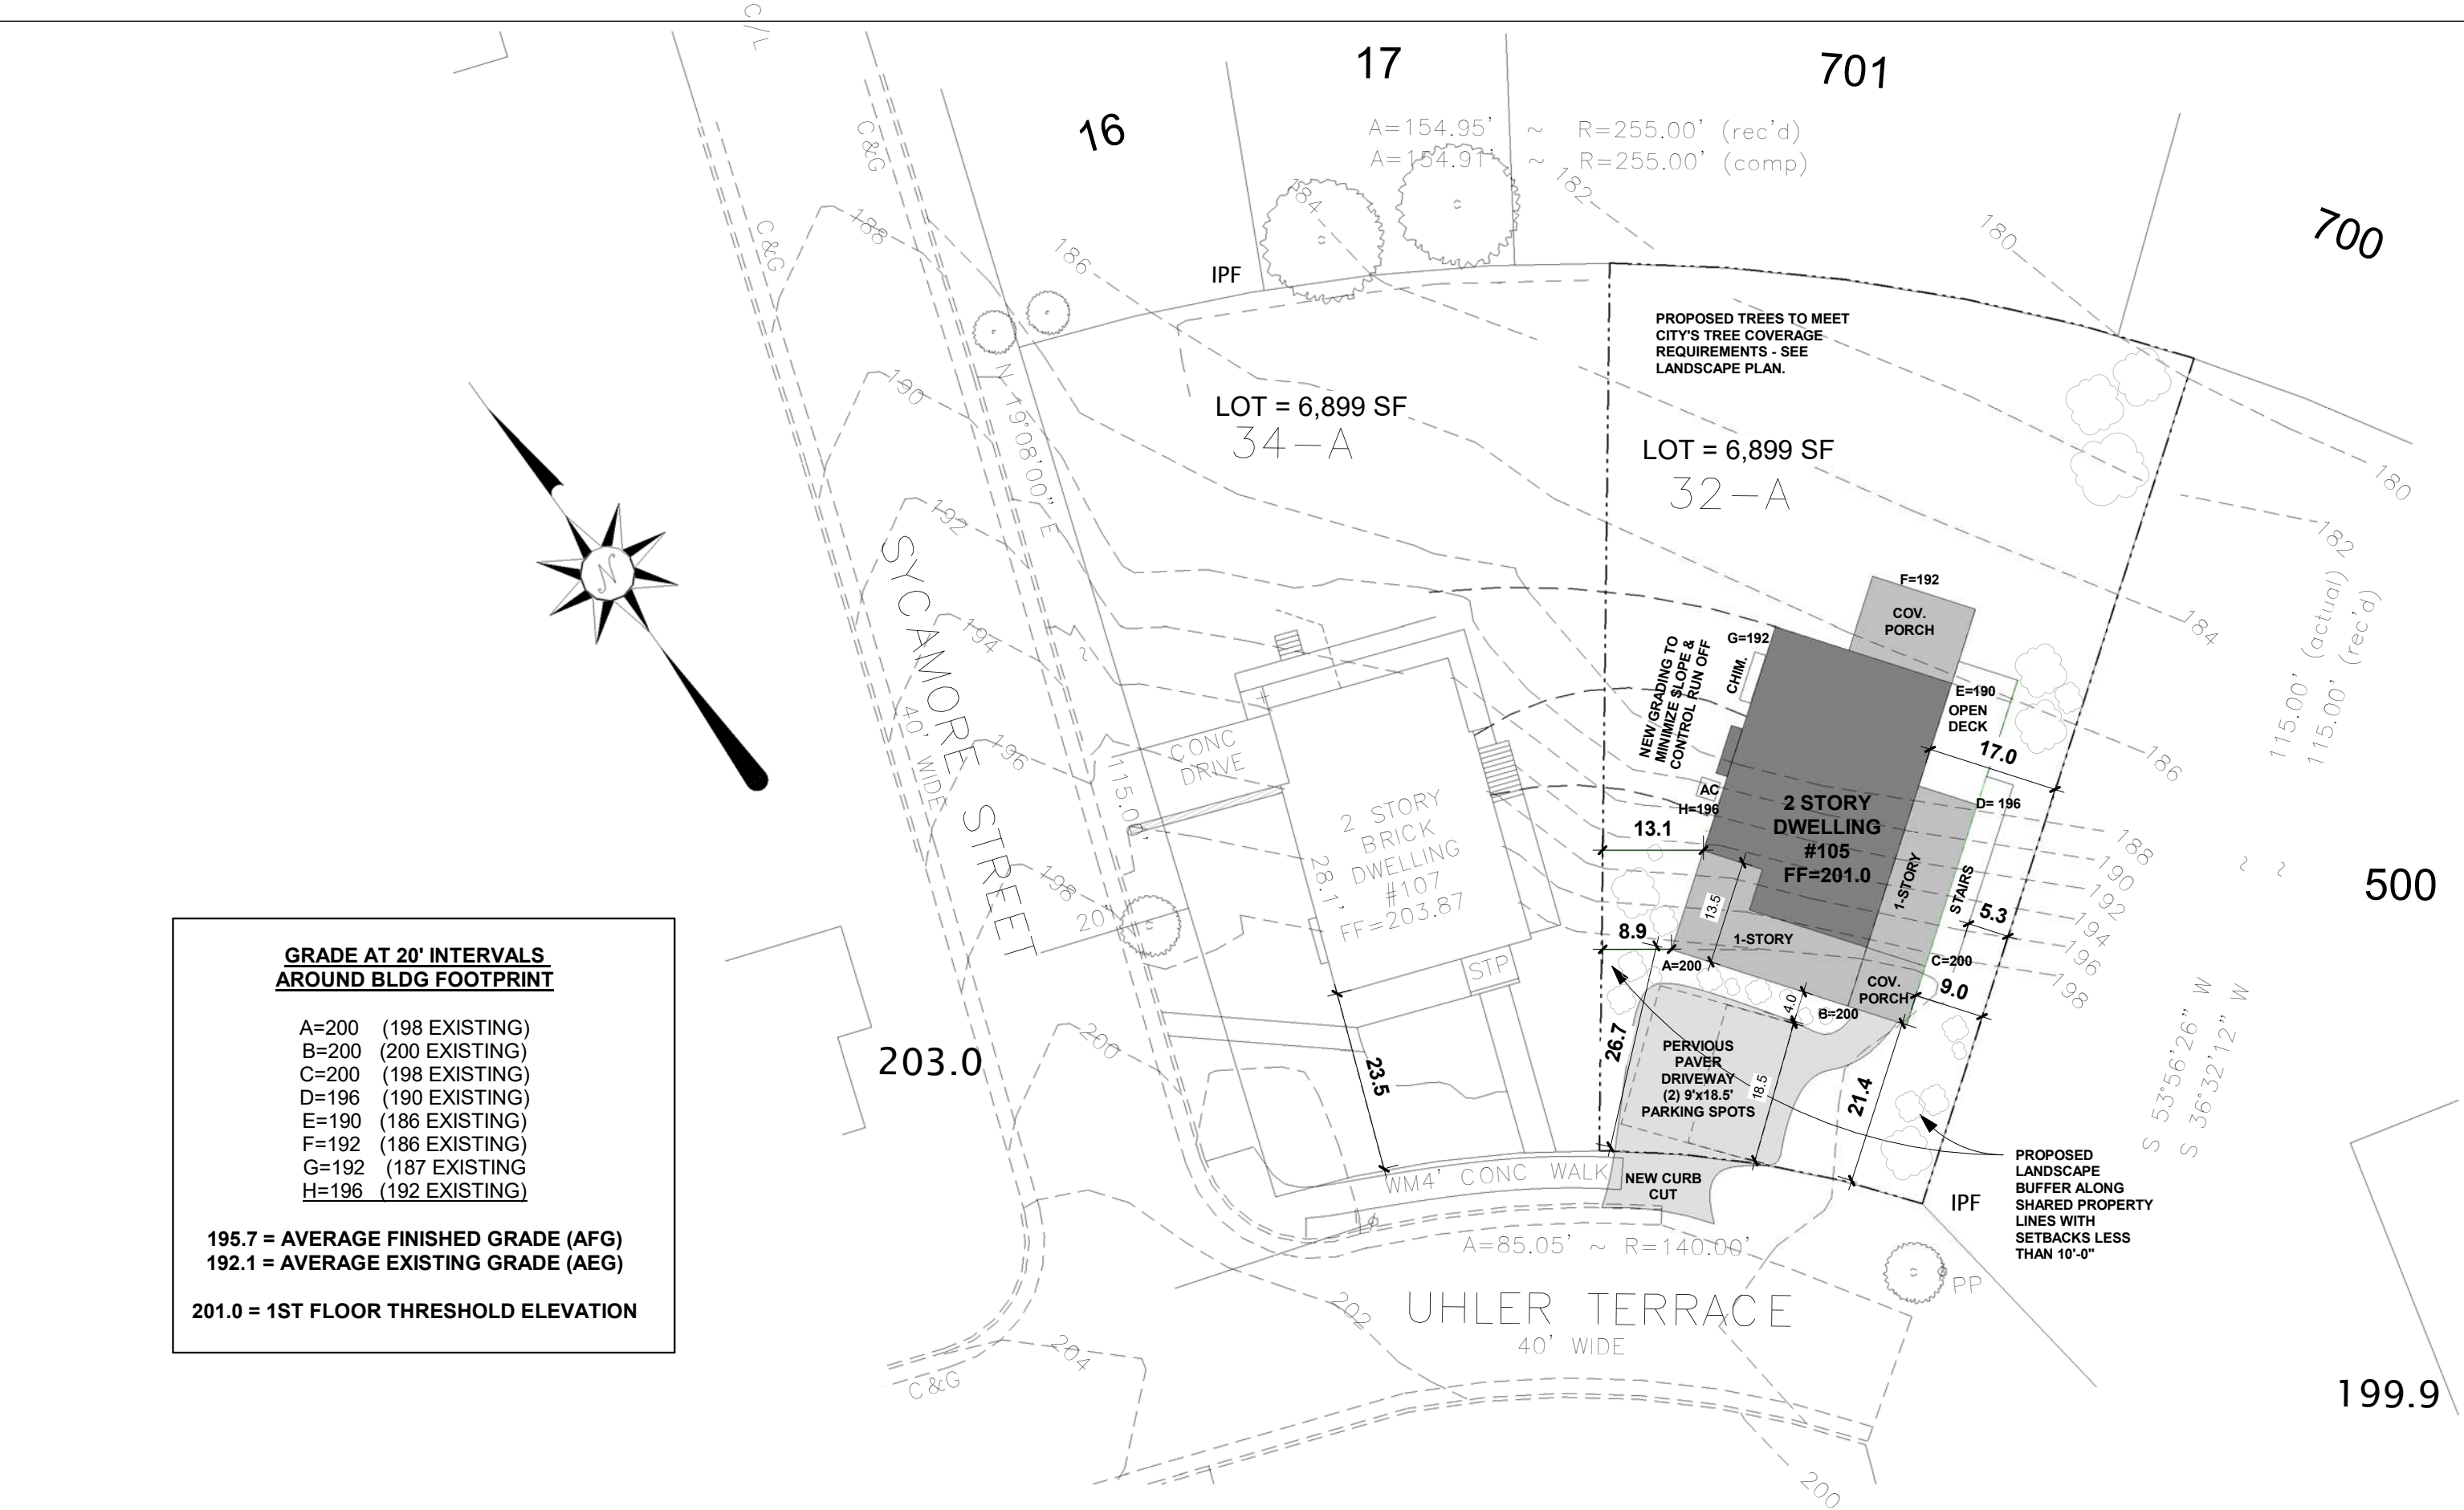 C/L
17
701
16
A=154.95' ~ R=255.00' (rec'd)
A=154.91' ~ R=255.00' (comp)
C&G
C&G
188
186
184
182
180
700
IPF
PROPOSED TREES TO MEET
CITY'S TREE COVERAGE
REQUIREMENTS - SEE
LANDSCAPE PLAN.
190
N 19°08'00" E
LOT = 6,899 SF
34-A
LOT = 6,899 SF
32-A
180
182
192
N
SYCAMORE STREET
40' WIDE
194
196
198
115.00'
20'
184
115.00' (actual)
115.00' (rec'd)
F=192
COV.
PORCH
G=192
CHIM.
NEW GRADING TO
MINIMIZE SLOPE &
CONTROL RUN OFF
E=190
OPEN
DECK
17.0
186
CONC
DRIVE
2 STORY
BRICK
DWELLING
#107
FF=203.87
28.1'
AC
H=196
2 STORY
DWELLING
#105
FF=201.0
D= 196
13.1
188
190
192
194
196
198
500
1-STORY
STAIRS
5.3
13.5
8.9
1-STORY
A=200
C=200
STP
COV.
PORCH
9.0
4.0
B=200
GRADE AT 20' INTERVALS
AROUND BLDG FOOTPRINT
A=200 (198 EXISTING)
B=200 (200 EXISTING)
C=200 (198 EXISTING)
D=196 (190 EXISTING)
E=190 (186 EXISTING)
F=192 (186 EXISTING)
G=192 (187 EXISTING
H=196 (192 EXISTING)
195.7 = AVERAGE FINISHED GRADE (AFG)
192.1 = AVERAGE EXISTING GRADE (AEG)
201.0 = 1ST FLOOR THRESHOLD ELEVATION
203.0
200
23.5
26.7
PERVIOUS
PAVER
DRIVEWAY
(2) 9'x18.5'
PARKING SPOTS
18.5
21.4
S 53°56'26" W
S 36°32'12" W
WM 4' CONC WALK
NEW CURB
CUT
IPF
PROPOSED
LANDSCAPE
BUFFER ALONG
SHARED PROPERTY
LINES WITH
SETBACKS LESS
THAN 10'-0"
A=85.05' ~ R=140.00'
PP
UHLER TERRACE
40' WIDE
202
204
C&G
199.9
200